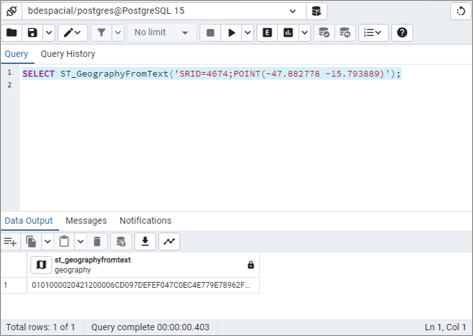 bdespacial/postgres@PostgreSQL 15
No limit
E
Query Query History
1 SELECT ST_GeographyFromText('SRID=4674;POINT(-47.882778 -15.793889)');
2
Data Output Messages Notifications
st_geographyfromtext
geography
1 0101000020421200006CD097DEFEF047C0EC4E779E78962F...
Total rows: 1 of 1 Query complete 00:00:00.403 Ln 1, Col 1